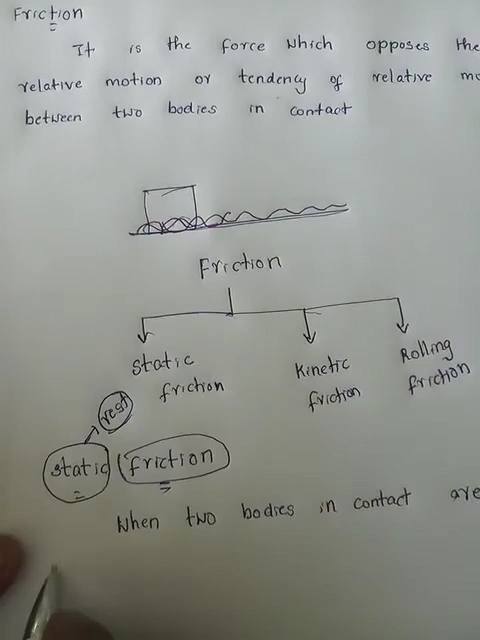 Friction
It is the force which opposes the
relative motion or tendency of relative
between two bodies in contact
Friction
Static friction
Kinetic friction
Rolling friction
rest
static friction
When two bodies in contact are